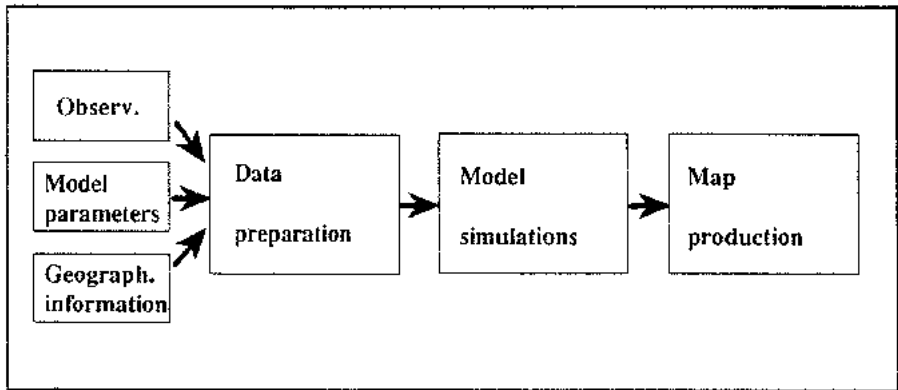 Observ.
Model
parameters
Geograph.
information
Data
preparation
Model
simulations
Map
production